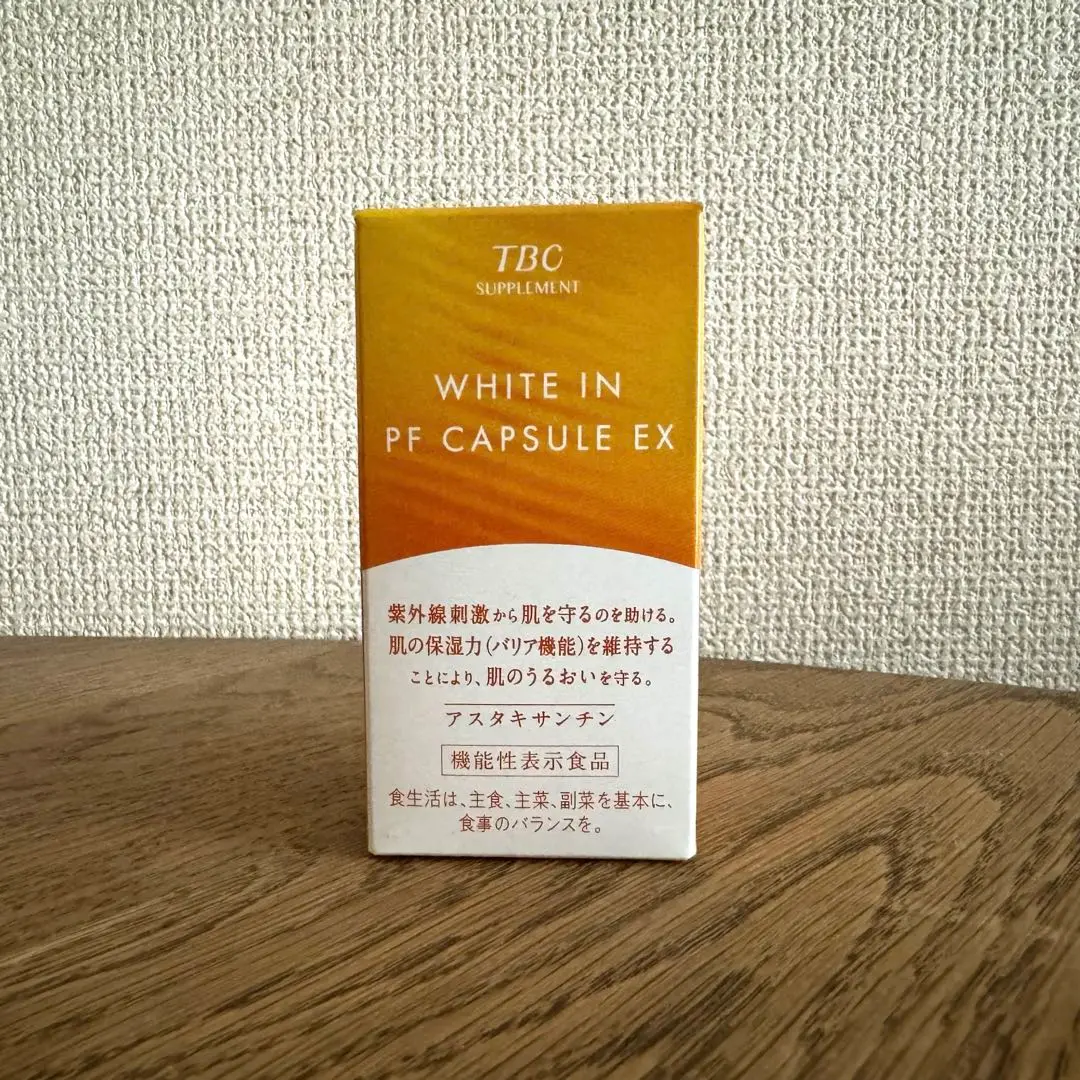 TBC
SUPPLEMENT
WHITE IN
PF CAPSULE EX
紫外線刺激から肌を守るのを助ける。
肌の保湿力(バリア機能)を維持する
ことにより、肌のうるおいを守る。
アスタキサンチン
機能性表示食品
食生活は、主食、主菜、副菜を基本に、
食事のバランスを。